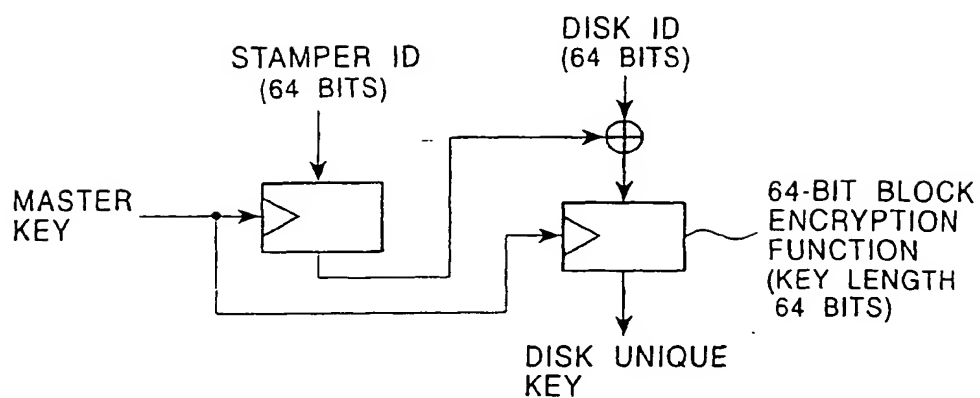 STAMPER ID
(64 BITS)
DISK ID
(64 BITS)
MASTER
KEY
64-BIT BLOCK
ENCRYPTION
FUNCTION
(KEY LENGTH
64 BITS)
DISK UNIQUE
KEY